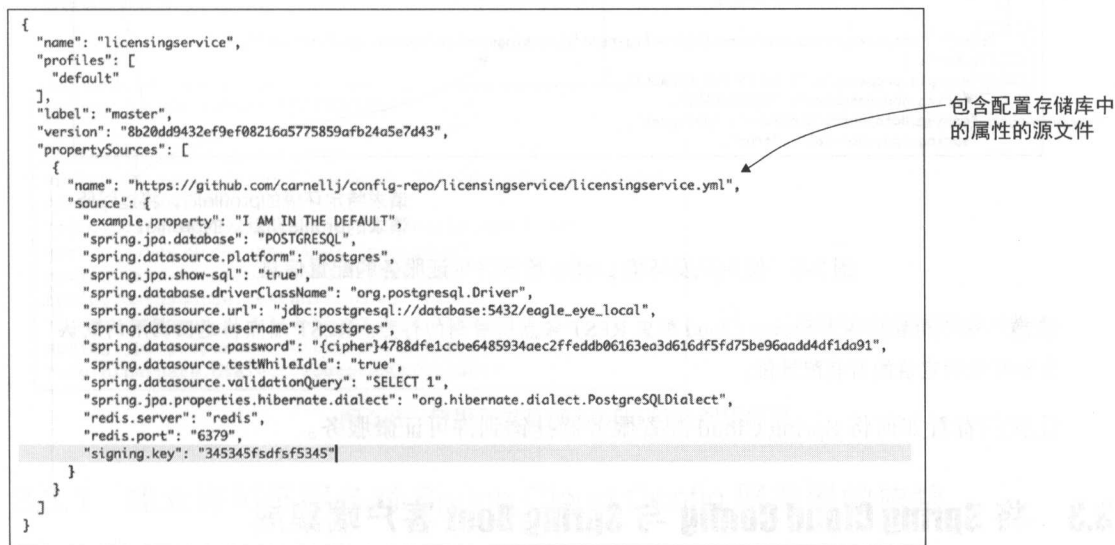 {
"name": "licensingservice",
"profiles": [
"default"
],
"label": "master",
"version": "8b20dd9432ef9ef08216a5775859afb24a5e7d43",
"propertySources": [
{
"name": "https://github.com/carnellj/config-repo/licensingservice/licensingservice.yml",
"source": {
"example.property": "I AM IN THE DEFAULT",
"spring.jpa.database": "POSTGRESQL",
"spring.datasource.platform": "postgres",
"spring.jpa.show-sql": "true",
"spring.database.driverClassName": "org.postgresql.Driver",
"spring.datasource.url": "jdbc:postgresql://database:5432/eagle_eye_local",
"spring.datasource.username": "postgres",
"spring.datasource.password": "{cipher}4788dfe1ccbe6485934aec2ffeddb06163ea3d616df5fd75be96aadd4df1da91",
"spring.datasource.testWhileIdle": "true",
"spring.datasource.validationQuery": "SELECT 1",
"spring.jpa.properties.hibernate.dialect": "org.hibernate.dialect.PostgreSQLDialect",
"redis.server": "redis",
"redis.port": "6379",
"signing.key": "345345fsdfsf5345"
}
}
]
}
包含配置存储库中
的属性的源文件